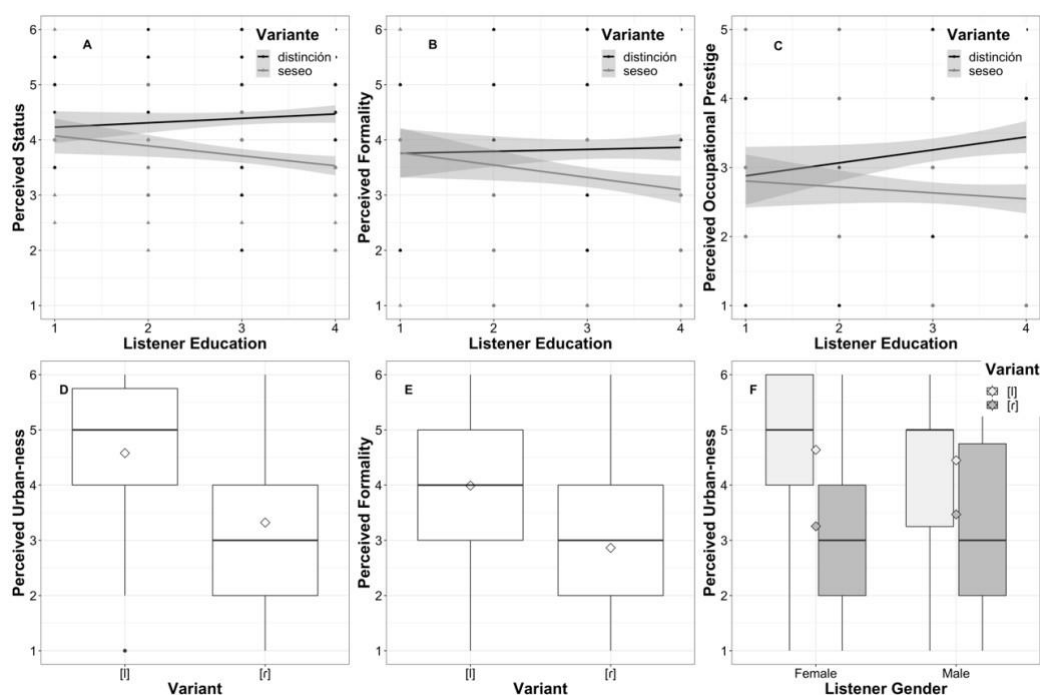 A
Variante
distinción
seseo
Perceived Status
6
5
4
3
2
1
1 2 3 4
Listener Education
B
Variante
distinción
seseo
Perceived Formality
6
5
4
3
2
1
1 2 3 4
Listener Education
C
Variante
distinción
seseo
Perceived Occupational Prestige
5
4
3
2
1
1 2 3 4
Listener Education
D
Perceived Urban-ness
6
5
4
3
2
1
[l] [ɾ]
Variant
E
Perceived Formality
6
5
4
3
2
1
[l] [ɾ]
Variant
F
Variant
[l]
[ɾ]
Perceived Urban-ness
6
5
4
3
2
1
Female Male
Listener Gender